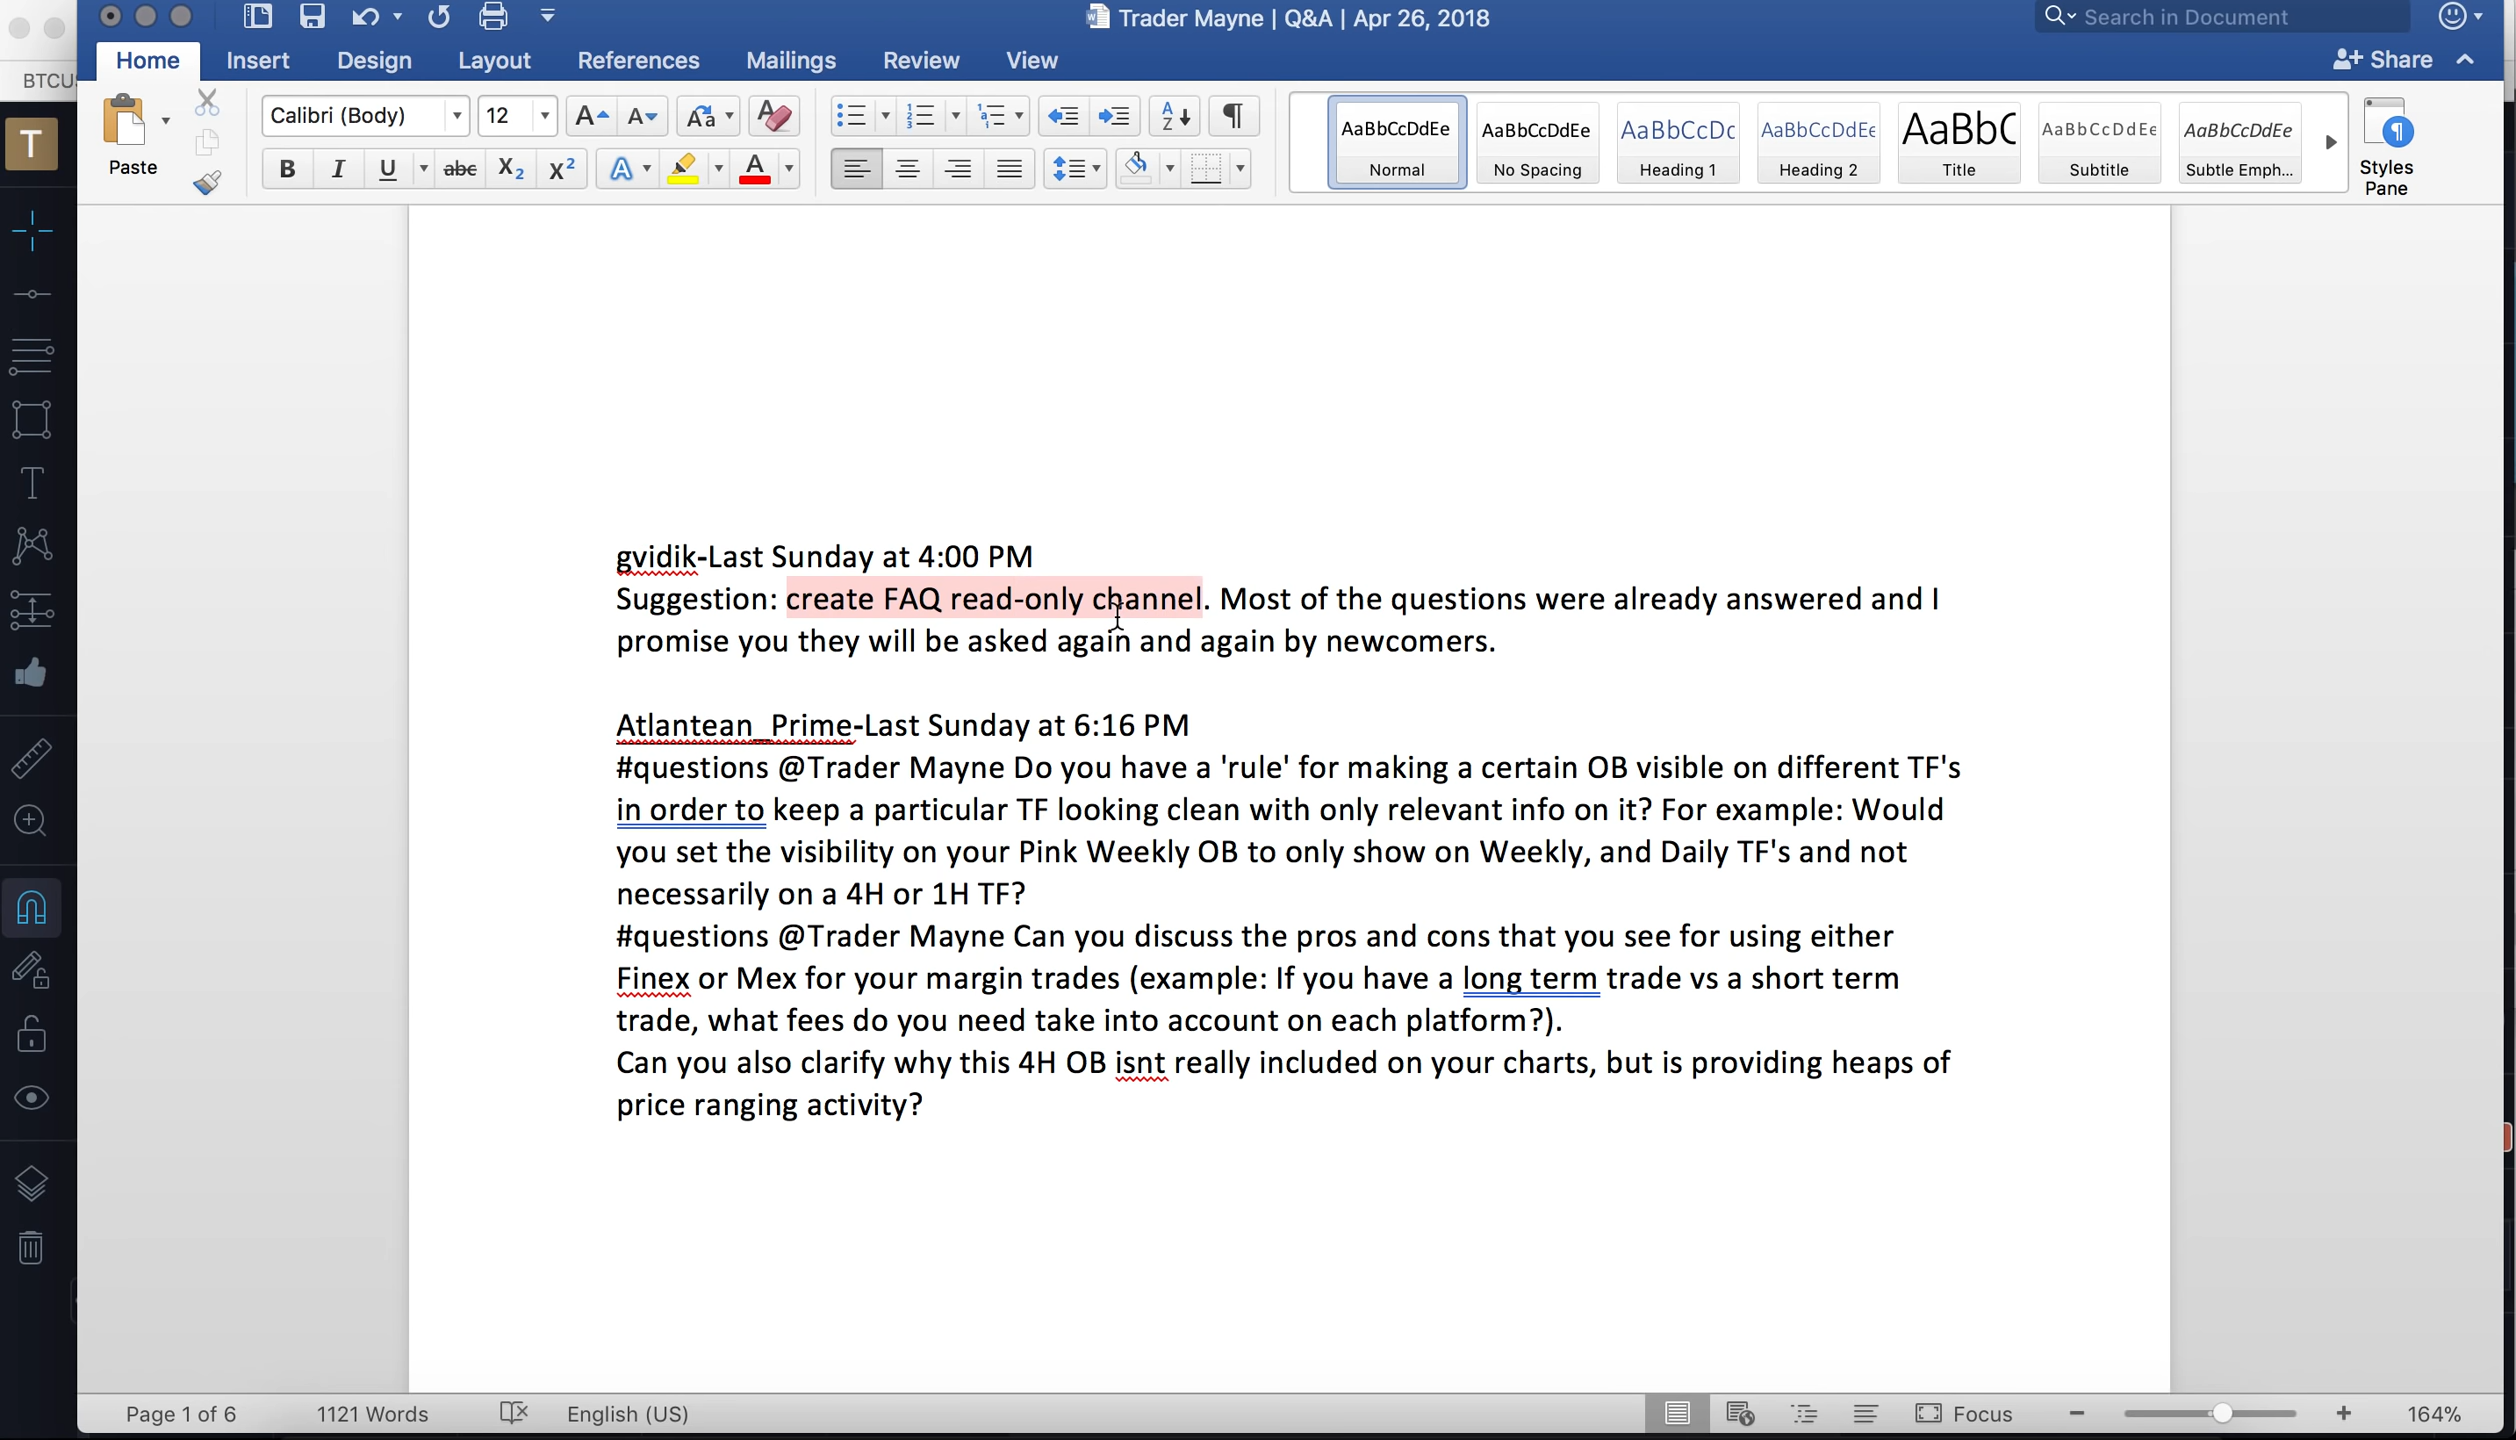 Trader Mayne | Q&A | Apr 26, 2018
Search in Document
Home Insert Design Layout References Mailings Review View
Share
BTCUS
T
Paste
Calibri (Body) 12
AaBbCcDdEe AaBbCcDdEe AaBbCcDc AaBbCcDdEe AaBbC AaBbCcDdEe AaBbCcDdEe
Normal No Spacing Heading 1 Heading 2 Title Subtitle Subtle Emph...
Styles
Pane
gvidik-Last Sunday at 4:00 PM
Suggestion: create FAQ read-only channel. Most of the questions were already answered and I
promise you they will be asked again and again by newcomers.
Atlantean_Prime-Last Sunday at 6:16 PM
#questions @Trader Mayne Do you have a 'rule' for making a certain OB visible on different TF's
in order to keep a particular TF looking clean with only relevant info on it? For example: Would
you set the visibility on your Pink Weekly OB to only show on Weekly, and Daily TF's and not
necessarily on a 4H or 1H TF?
#questions @Trader Mayne Can you discuss the pros and cons that you see for using either
Finex or Mex for your margin trades (example: If you have a long term trade vs a short term
trade, what fees do you need take into account on each platform?).
Can you also clarify why this 4H OB isnt really included on your charts, but is providing heaps of
price ranging activity?
Page 1 of 6 1121 Words English (US) Focus 164%